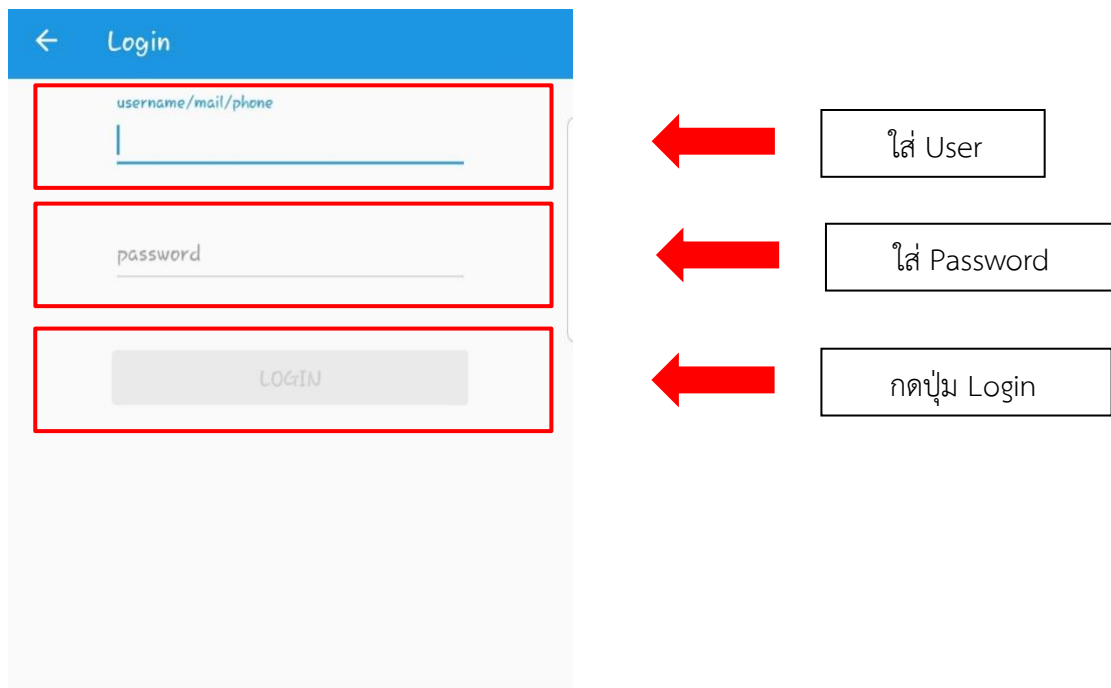 Login
username/mail/phone
ใส่ User
password
ใส่ Password
LOGIN
กดปุ่ม Login